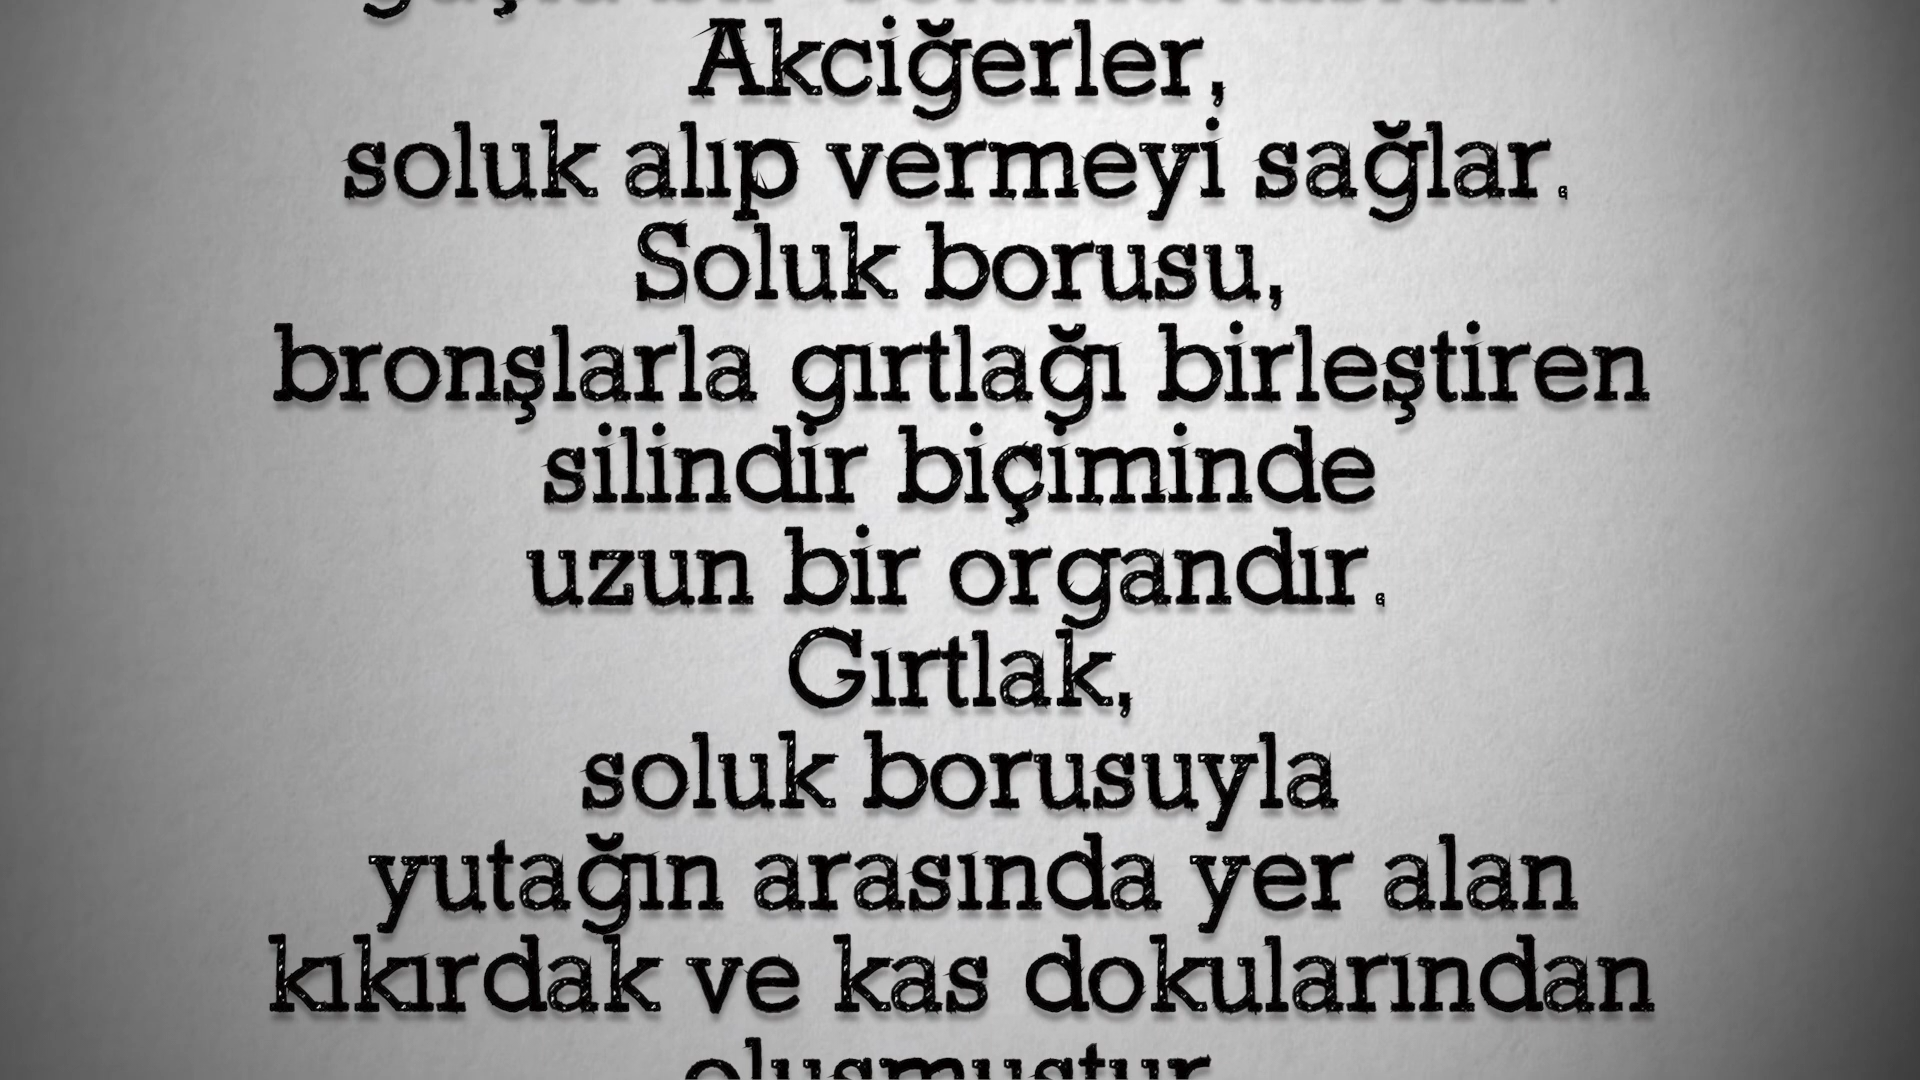 Akciğerler,
soluk alıp vermeyi sağlar.
Soluk borusu,
bronşlarla gırtlağı birleştiren
silindir biçiminde
uzun bir organdır.
Gırtlak,
soluk borusuyla
yutağın arasında yer alan
kıkırdak ve kas dokularından
oluşmuştur